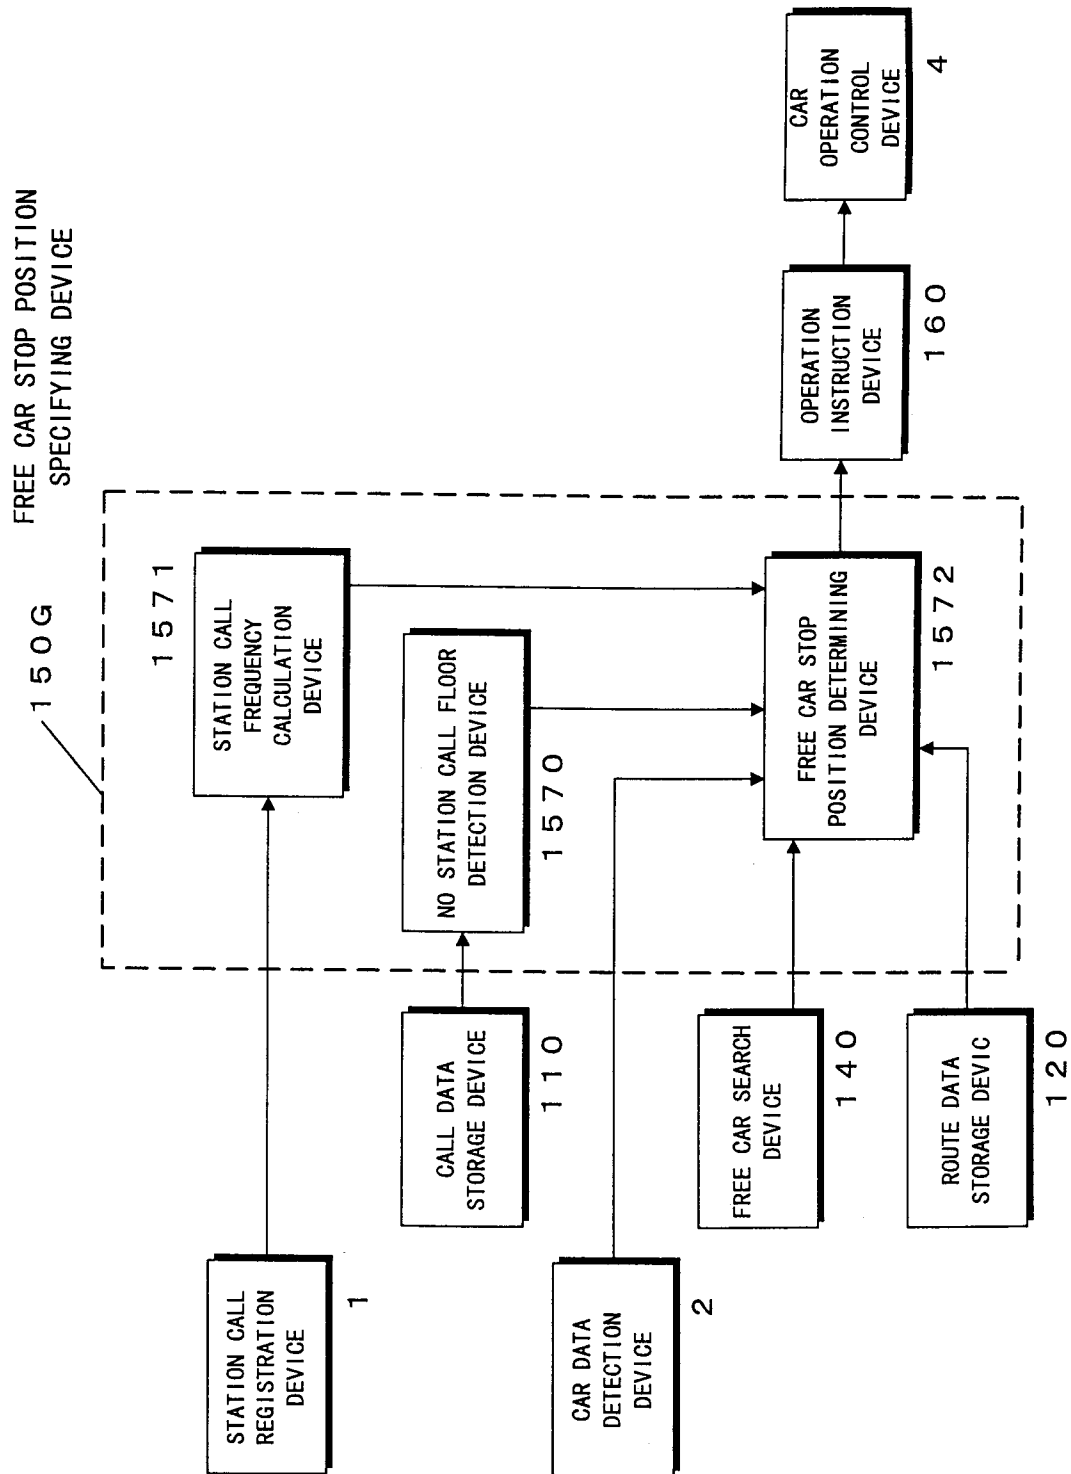 FREE CAR STOP POSITION
SPECIFYING DEVICE
150G
STATION CALL
REGISTRATION
DEVICE
1
STATION CALL
FREQUENCY
CALCULATION
DEVICE
1571
CALL DATA
STORAGE DEVICE
110
NO STATION CALL FLOOR
DETECTION DEVICE
1570
CAR DATA
DETECTION
DEVICE
2
FREE CAR SEARCH
DEVICE
140
FREE CAR STOP
POSITION DETERMINING
DEVICE
1572
OPERATION
INSTRUCTION
DEVICE
160
CAR
OPERATION
CONTROL
DEVICE
4
ROUTE DATA
STORAGE DEVIC
120